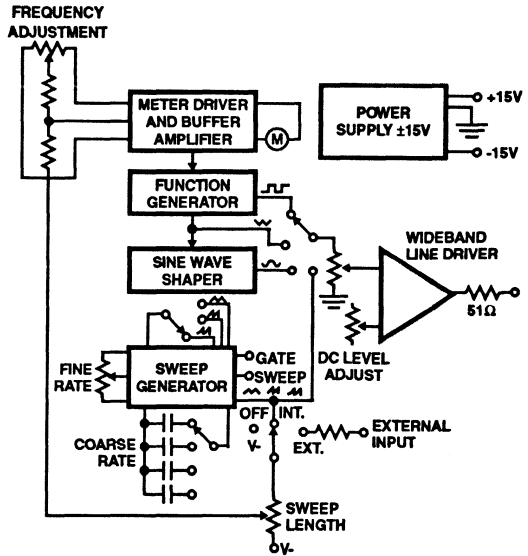 FREQUENCY
ADJUSTMENT
METER DRIVER
AND BUFFER
AMPLIFIER
M
POWER
SUPPLY ±15V
+15V
-15V
FUNCTION
GENERATOR
SINE WAVE
SHAPER
WIDEBAND
LINE DRIVER
51Ω
DC LEVEL
ADJUST
FINE
RATE
SWEEP
GENERATOR
GATE
SWEEP
OFF INT.
V-
EXT.
EXTERNAL
INPUT
COARSE
RATE
SWEEP
LENGTH
V-